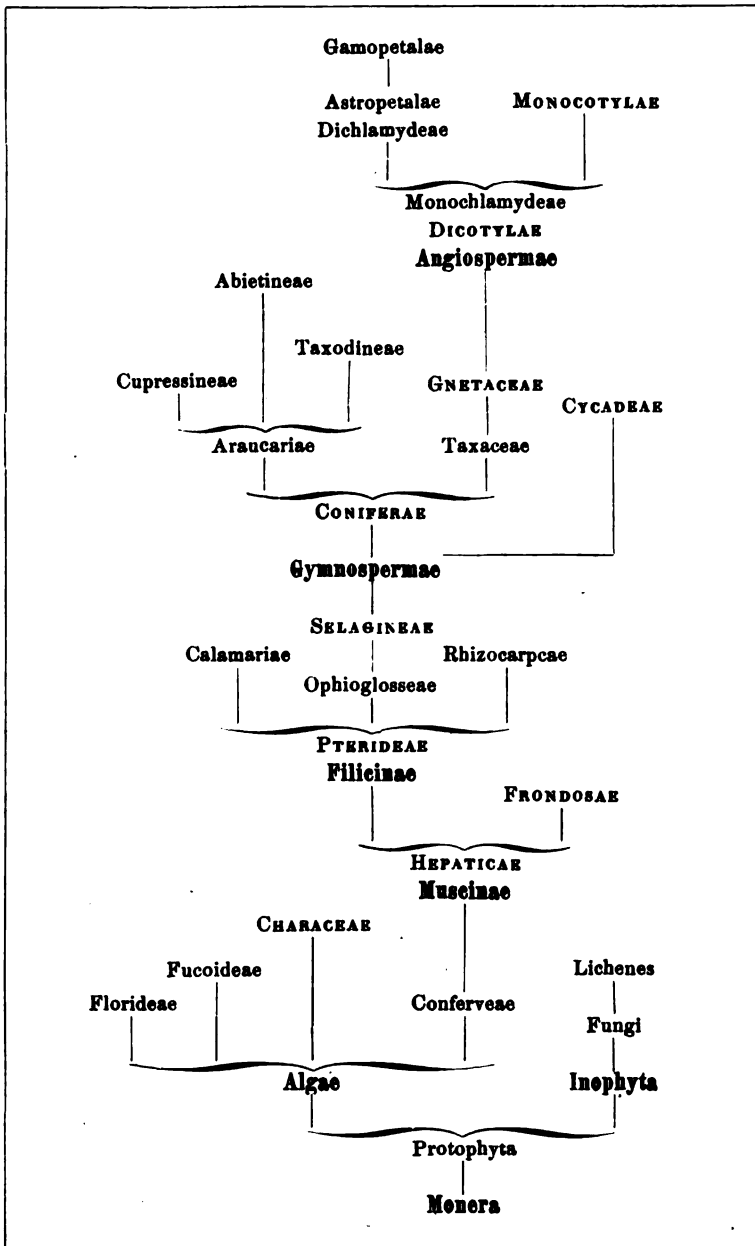 Gamopetalae
Astropetalae
MONOCOTYLAE
Dichlamydeae
Monochlamydeae
DICOTYLAE
Angiospermae
Abietineae
Taxodineae
Cupressineae
GNETACEAE
CYCADEAE
Araucariae
Taxaceae
CONIFERAE
Gymnospermae
SELAGINEAE
Calamariae
Rhizocarpcae
Ophioglosseae
PTERIDEAE
Filicinae
FRONDOSAE
HEPATICAE
Muscinae
CHARACEAE
Fucoideae
Lichenes
Florideae
Conferveae
Fungi
Algae
Inophyta
Protophyta
Monera